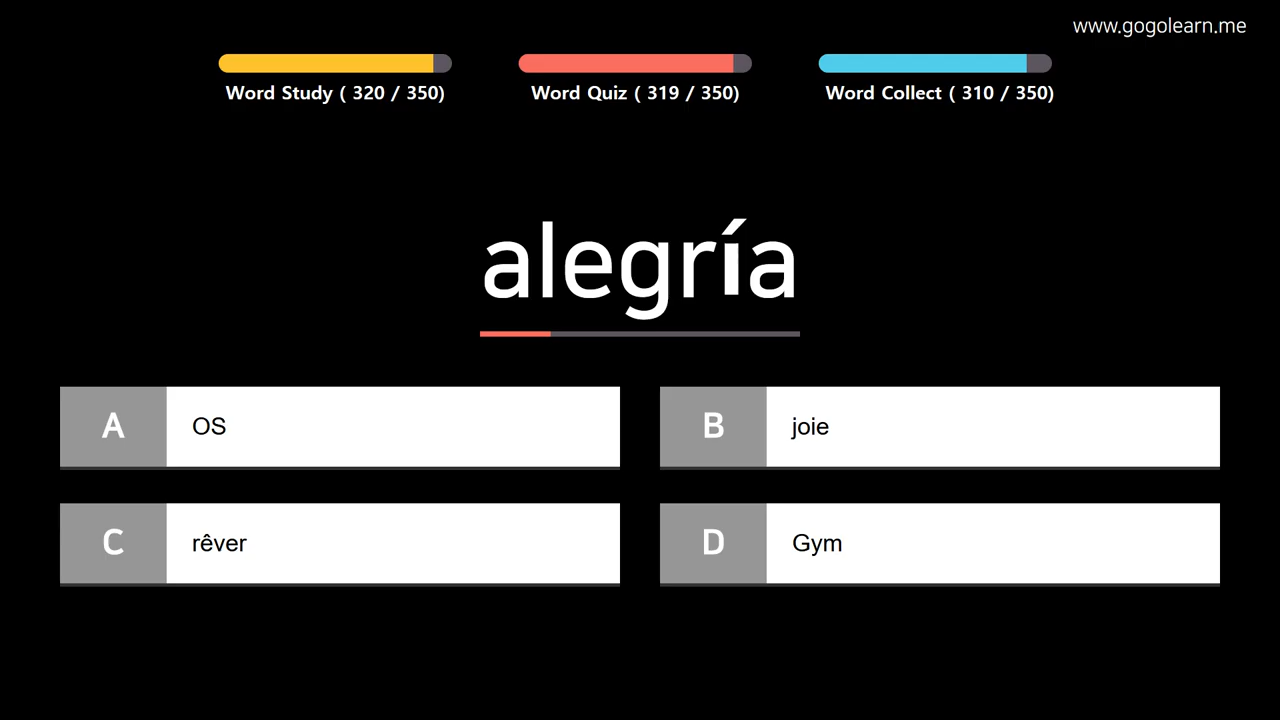 www.gogolearn.me
Word Study ( 320 / 350)
Word Quiz ( 319 / 350)
Word Collect ( 310 / 350)
alegría
A
OS
B
joie
C
rêver
D
Gym